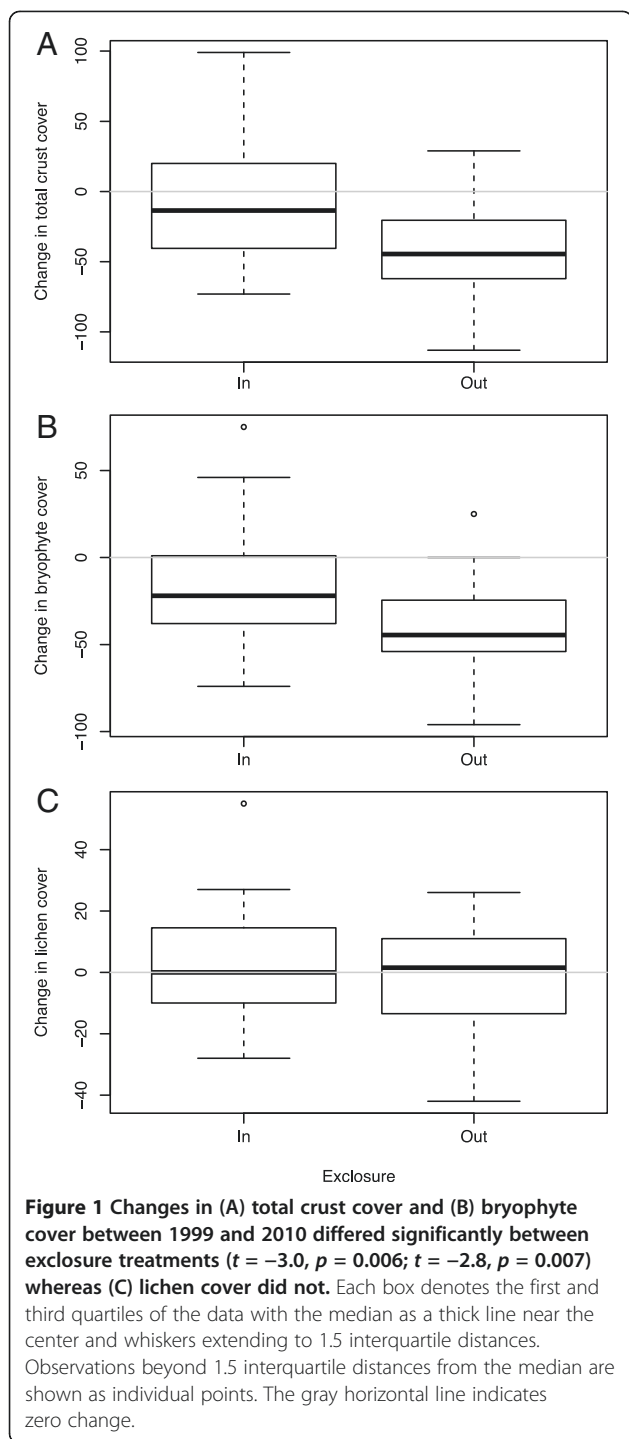 A
Change in total crust cover
100
50
0
−50
−100
In
Out
B
Change in bryophyte cover
50
0
−50
−100
In
Out
C
Change in lichen cover
40
20
0
−20
−40
In
Out
Exclosure
Figure 1 Changes in (A) total crust cover and (B) bryophyte
cover between 1999 and 2010 differed significantly between
exclosure treatments (t = −3.0, p = 0.006; t = −2.8, p = 0.007)
whereas (C) lichen cover did not. Each box denotes the first and
third quartiles of the data with the median as a thick line near the
center and whiskers extending to 1.5 interquartile distances.
Observations beyond 1.5 interquartile distances from the median are
shown as individual points. The gray horizontal line indicates
zero change.